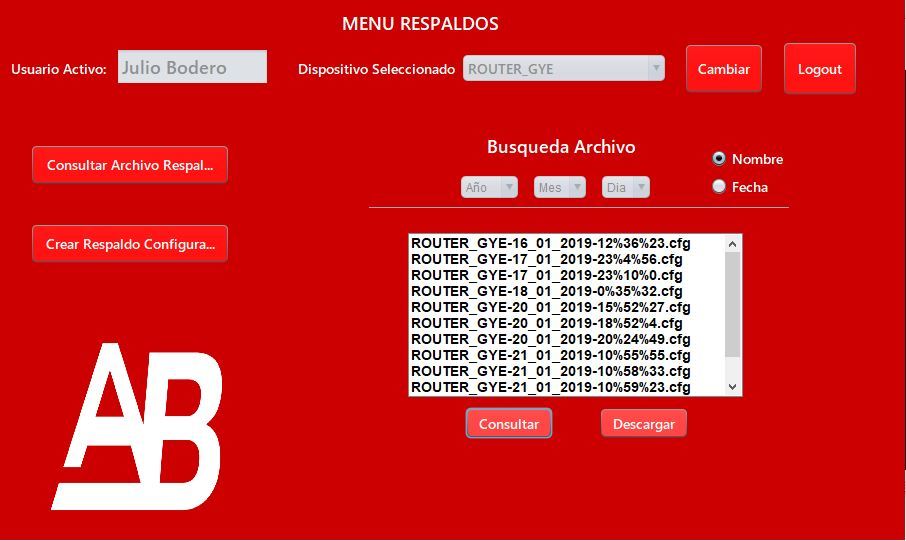 MENU RESPALDOS
Usuario Activo: Julio Bodero Dispositivo Seleccionado ROUTER_GYE Cambiar Logout
Consultar Archivo Respal...
Crear Respaldo Configura...
Busqueda Archivo
Nombre
Año Mes Dia Fecha
ROUTER_GYE-16_01_2019-12%36%23.cfg
ROUTER_GYE-17_01_2019-23%4%56.cfg
ROUTER_GYE-17_01_2019-23%10%0.cfg
ROUTER_GYE-18_01_2019-0%35%32.cfg
ROUTER_GYE-20_01_2019-15%52%27.cfg
ROUTER_GYE-20_01_2019-18%52%4.cfg
ROUTER_GYE-20_01_2019-20%24%49.cfg
ROUTER_GYE-21_01_2019-10%55%55.cfg
ROUTER_GYE-21_01_2019-10%58%33.cfg
ROUTER_GYE-21_01_2019-10%59%23.cfg
Consultar Descargar
AB